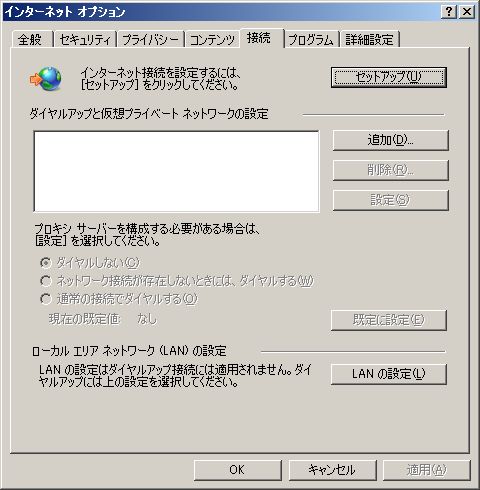 インターネット オプション
全般 セキュリティ プライバシー コンテンツ 接続 プログラム 詳細設定
インターネット接続を設定するには、
[セットアップ] をクリックしてください。
セットアップ(U)
ダイヤルアップと仮想プライベート ネットワークの設定
追加(D)...
削除(R)...
設定(S)
プロキシ サーバーを構成する必要がある場合は、
[設定] を選択してください。
ダイヤルしない(C)
ネットワーク接続が存在しないときには、ダイヤルする(W)
通常の接続でダイヤルする(O)
現在の既定値: なし
既定に設定(E)
ローカル エリア ネットワーク (LAN) の設定
LAN の設定はダイヤルアップ接続には適用されません。ダイ
ヤルアップには上の設定を選択してください。
LAN の設定(L)
OK キャンセル 適用(A)